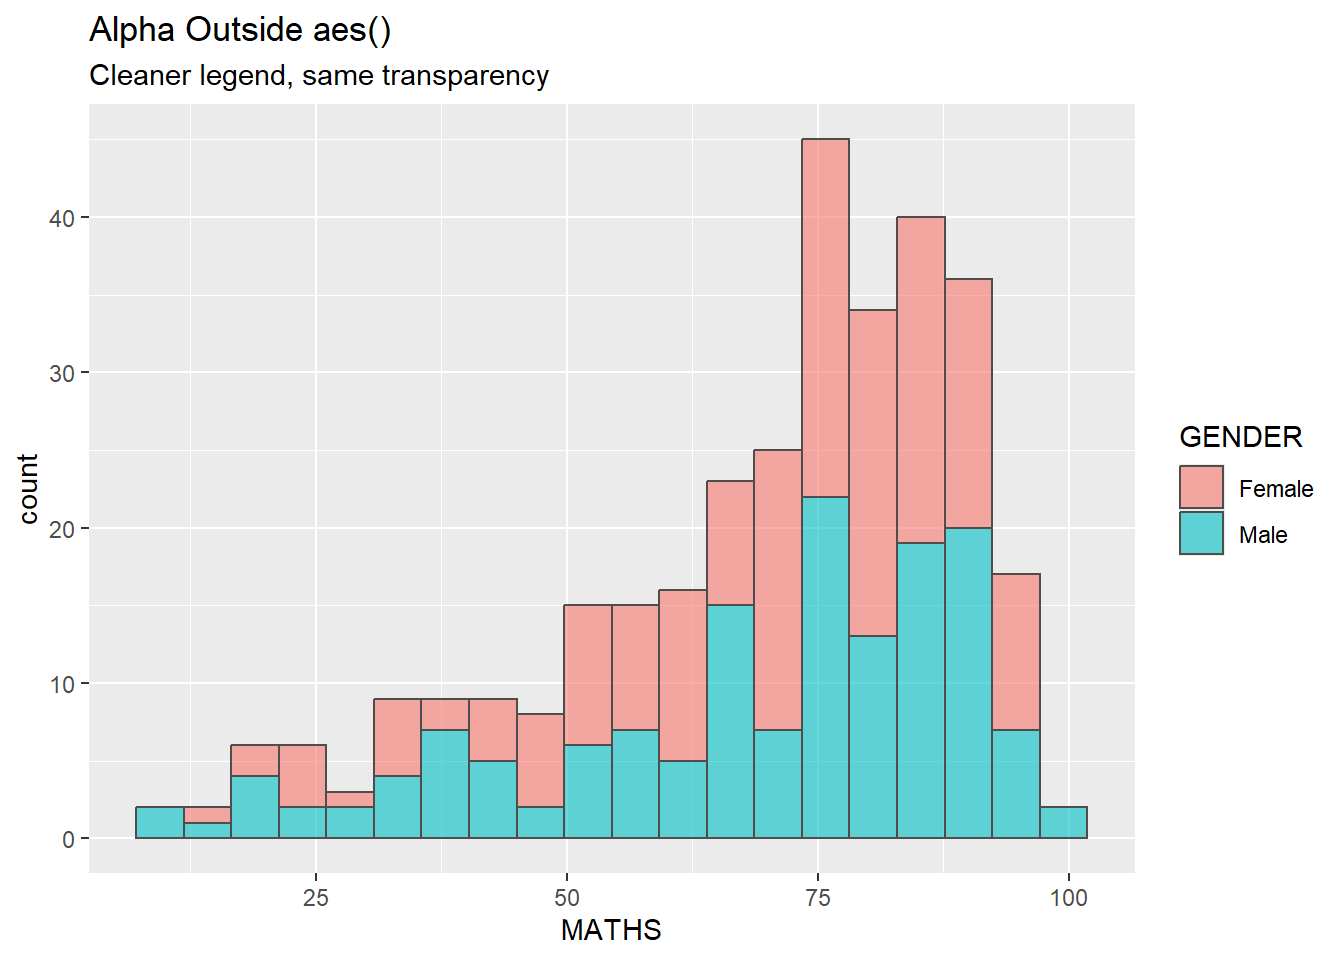 Alpha Outside aes()
Cleaner legend, same transparency
count
40
30
20
10
0
25 50 75 100
MATHS
GENDER
Female
Male